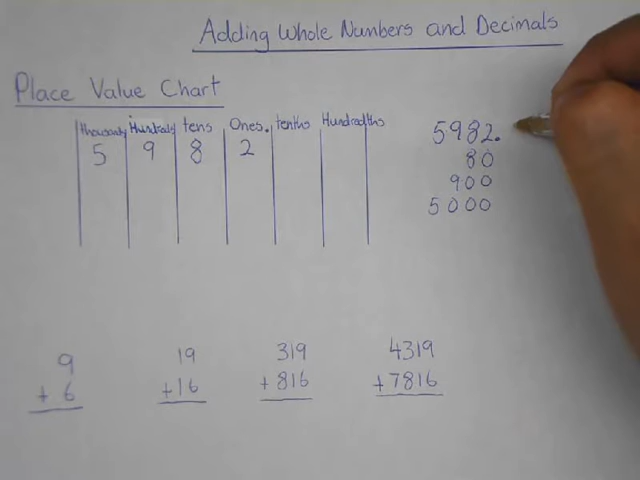 Adding Whole Numbers and Decimals
Place Value Chart
thousands Hundreds tens Ones. tenths Hundredths
5 9 8 2
5982.
80
900
5000
9 19 319 4319
+ 6 +16 +816 +7816